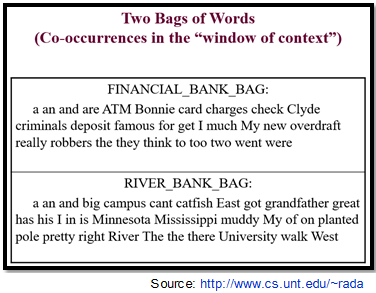 Two Bags of Words
(Co-occurrences in the “window of context”)
FINANCIAL_BANK_BAG:
a an and are ATM Bonnie card charges check Clyde
criminals deposit famous for get I much My new overdraft
really robbers the they think to too two went were
RIVER_BANK_BAG:
a an and big campus cant catfish East got grandfather great
has his I in is Minnesota Mississippi muddy My of on planted
pole pretty right River The the there University walk West
Source: http://www.cs.unt.edu/~rada